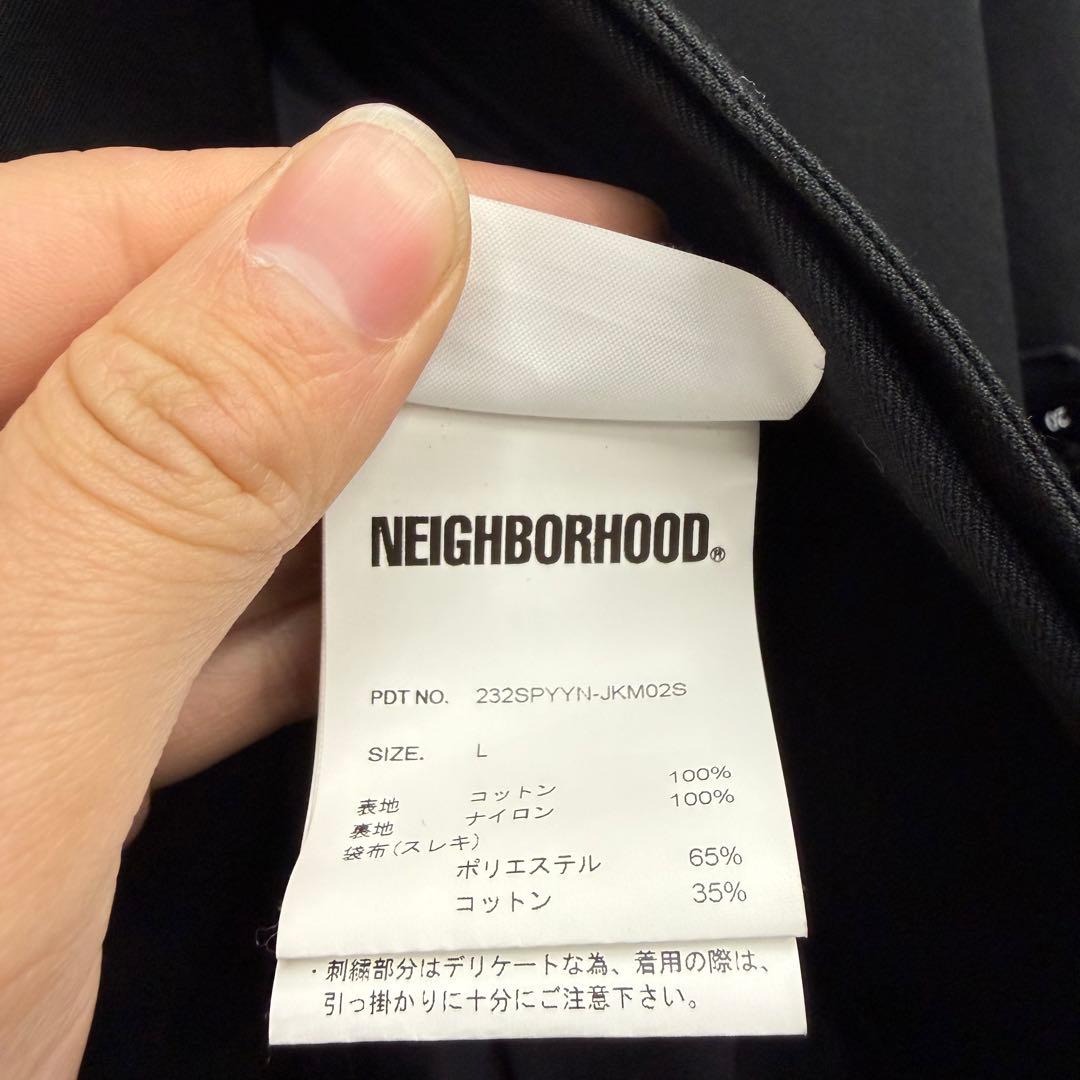 NEIGHBORHOOD®
PDT NO. 232SPYYN-JKM02S
SIZE. L
表地 コットン 100%
裏地 ナイロン 100%
袋布(スレキ)
ポリエステル 65%
コットン 35%
・刺繍部分はデリケートな為、着用の際は、
引っ掛かりに十分にご注意下さい。